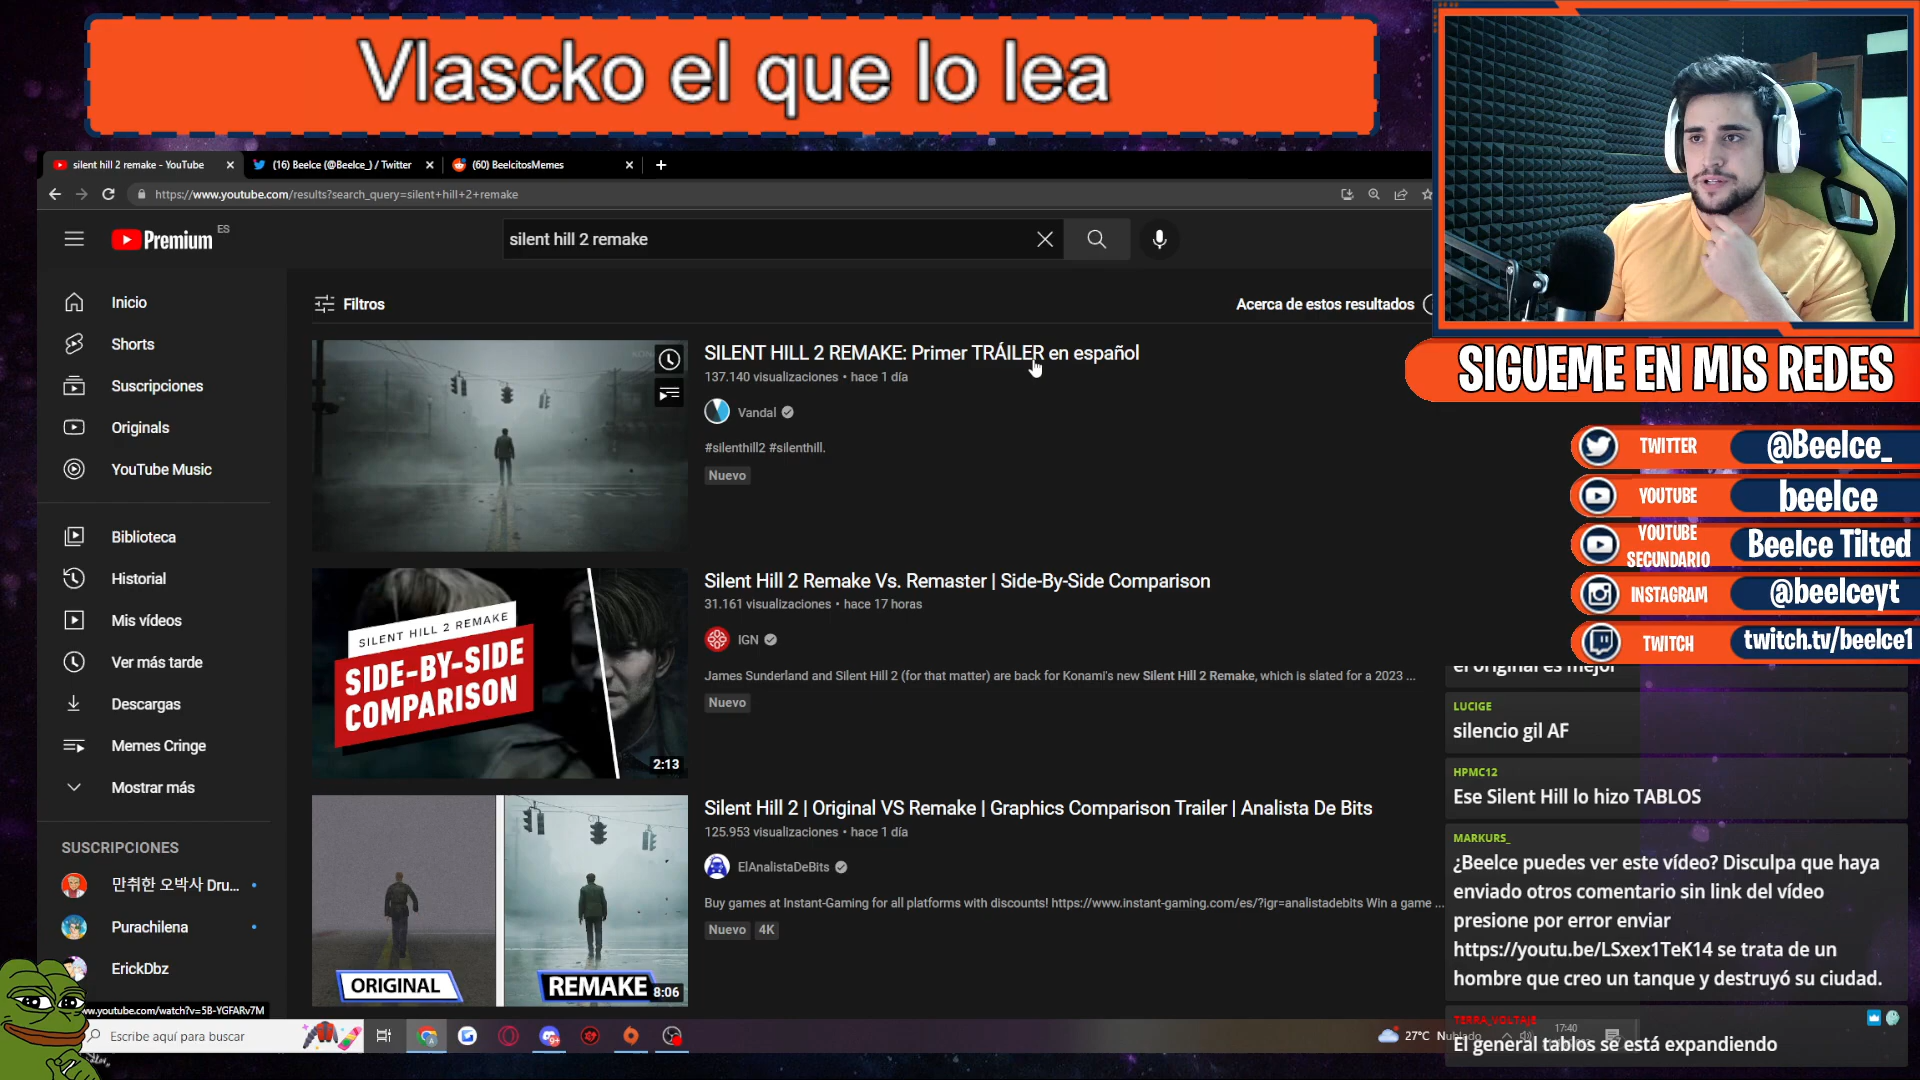 Vlascko el que lo lea
silent hill 2 remake - YouTube
(16) Beelce (@Beelce_) / Twitter
(60) BeelcitosMemes
https://www.youtube.com/results?search_query=silent+hill+2+remake
Premium ES
silent hill 2 remake
Inicio
Shorts
Suscripciones
Originals
YouTube Music
Biblioteca
Historial
Mis vídeos
Ver más tarde
Descargas
Memes Cringe
Mostrar más
SUSCRIPCIONES
만취한 오박사 Dru...
Purachilena
ErickDbz
Filtros
Acerca de estos resultados
SILENT HILL 2 REMAKE: Primer TRÁILER en español
137.140 visualizaciones • hace 1 día
Vandal
#silenthill2 #silenthill.
Nuevo
SILENT HILL 2 REMAKE
SIDE-BY-SIDE
COMPARISON
2:13
Silent Hill 2 Remake Vs. Remaster | Side-By-Side Comparison
31.161 visualizaciones • hace 17 horas
IGN
James Sunderland and Silent Hill 2 (for that matter) are back for Konami's new Silent Hill 2 Remake, which is slated for a 2023 ...
Nuevo
ORIGINAL
REMAKE
8:06
Silent Hill 2 | Original VS Remake | Graphics Comparison Trailer | Analista De Bits
125.953 visualizaciones • hace 1 día
ElAnalistaDeBits
Buy games at Instant-Gaming for all platforms with discounts! https://www.instant-gaming.com/es/?igr=analistadebits Win a game ...
Nuevo 4K
SIGUEME EN MIS REDES
TWITTER @Beelce_
YOUTUBE beelce
YOUTUBE
SECUNDARIO
Beelce Tilted
INSTAGRAM @beelceyt
TWITCH twitch.tv/beelce1
el original es mejor
LUCIGE
silencio gil AF
HPMC12
Ese Silent Hill lo hizo TABLOS
MARKURS_
¿Beelce puedes ver este vídeo? Disculpa que haya
enviado otros comentario sin link del vídeo
presione por error enviar
https://youtu.be/LSxex1TeK14 se trata de un
hombre que creo un tanque y destruyó su ciudad.
TERRA_VOLTAJE
El general tablos se está expandiendo
www.youtube.com/watch?v=5B-YGFARv7M
Escribe aquí para buscar
27°C Nublado
17:40